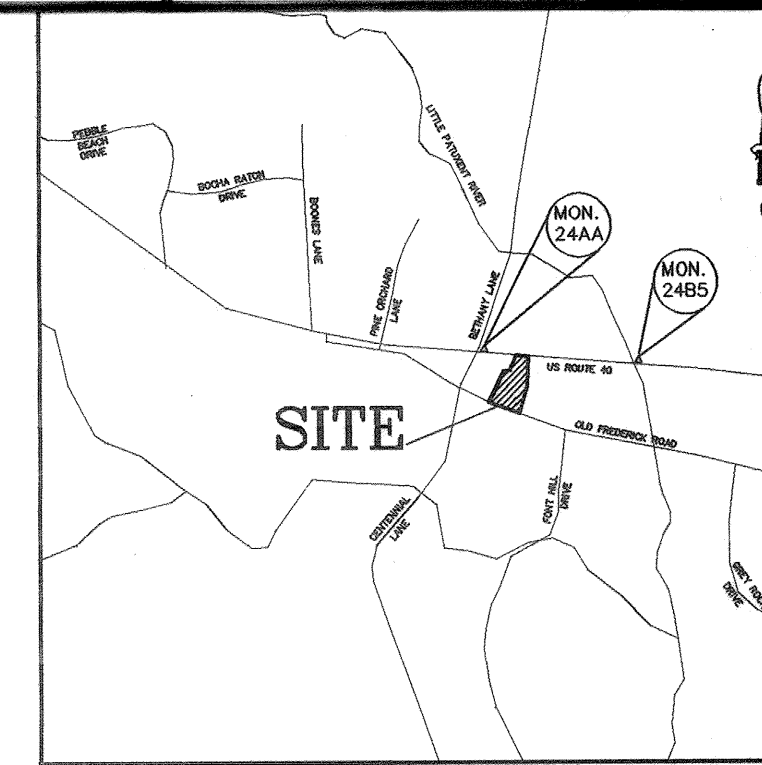 PEBBLE
BEACH
DRIVE
BOCHA RATON
DRIVE
BOONES LANE
LITTLE PATUXENT RIVER
PINE ORCHARD
LANE
BETHANY LANE
MON.
24AA
MON.
24B5
US ROUTE 40
SITE
OLD FREDERICK ROAD
CENTENNIAL
LANE
FONT HILL
DRIVE
GREY
DRIVE